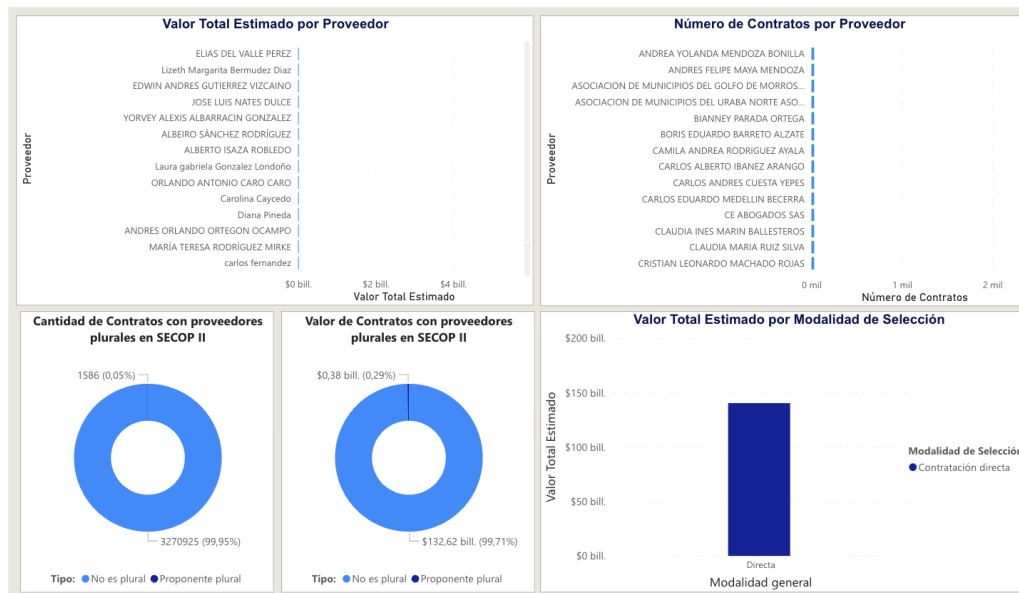 Valor Total Estimado por Proveedor
Proveedor
ELIAS DEL VALLE PEREZ
Lizeth Margarita Bermudez Diaz
EDWIN ANDRES GUTIERREZ VIZCAINO
JOSE LUIS NATES DULCE
YORVEY ALEXIS ALBARRACIN GONZALEZ
ALBEIRO SÁNCHEZ RODRÍGUEZ
ALBERTO ISAZA ROBLEDO
Laura gabriela Gonzalez Londoño
ORLANDO ANTONIO CARO CARO
Carolina Caycedo
Diana Pineda
ANDRES ORLANDO ORTEGON OCAMPO
MARÍA TERESA RODRÍGUEZ MIRKE
carlos fernandez
$0 bill. $2 bill. $4 bill.
Valor Total Estimado
Número de Contratos por Proveedor
Proveedor
ANDREA YOLANDA MENDOZA BONILLA
ANDRES FELIPE MAYA MENDOZA
ASOCIACION DE MUNICIPIOS DEL GOLFO DE MORROS...
ASOCIACION DE MUNICIPIOS DEL URABA NORTE ASO...
BIANNEY PARADA ORTEGA
BORIS EDUARDO BARRETO ALZATE
CAMILA ANDREA RODRIGUEZ AYALA
CARLOS ALBERTO IBANEZ ARANGO
CARLOS ANDRES CUESTA YEPES
CARLOS EDUARDO MEDELLIN BECERRA
CE ABOGADOS SAS
CLAUDIA INES MARIN BALLESTEROS
CLAUDIA MARIA RUIZ SILVA
CRISTIAN LEONARDO MACHADO ROJAS
0 mil 1 mil 2 mil
Número de Contratos
Cantidad de Contratos con proveedores
plurales en SECOP II
1586 (0,05%)
3270925 (99,95%)
Tipo: No es plural Proponente plural
Valor de Contratos con proveedores
plurales en SECOP II
$0,38 bill. (0,29%)
$132,62 bill. (99,71%)
Tipo: No es plural Proponente plural
Valor Total Estimado por Modalidad de Selección
Valor Total Estimado
$200 bill.
$150 bill.
$100 bill.
$50 bill.
$0 bill.
Directa
Modalidad general
Modalidad de Selección
Contratación directa